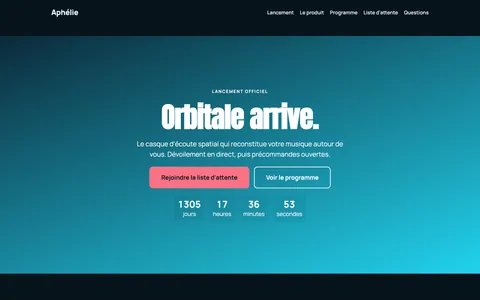 Aphélie
Lancement Le produit Programme Liste d'attente Questions
LANCEMENT OFFICIEL
Orbitale arrive.
Le casque d'écoute spatial qui reconstitue votre musique autour de
vous. Dévoilement en direct, puis précommandes ouvertes.
Rejoindre la liste d'attente Voir le programme
1305 17 36 53
jours heures minutes secondes